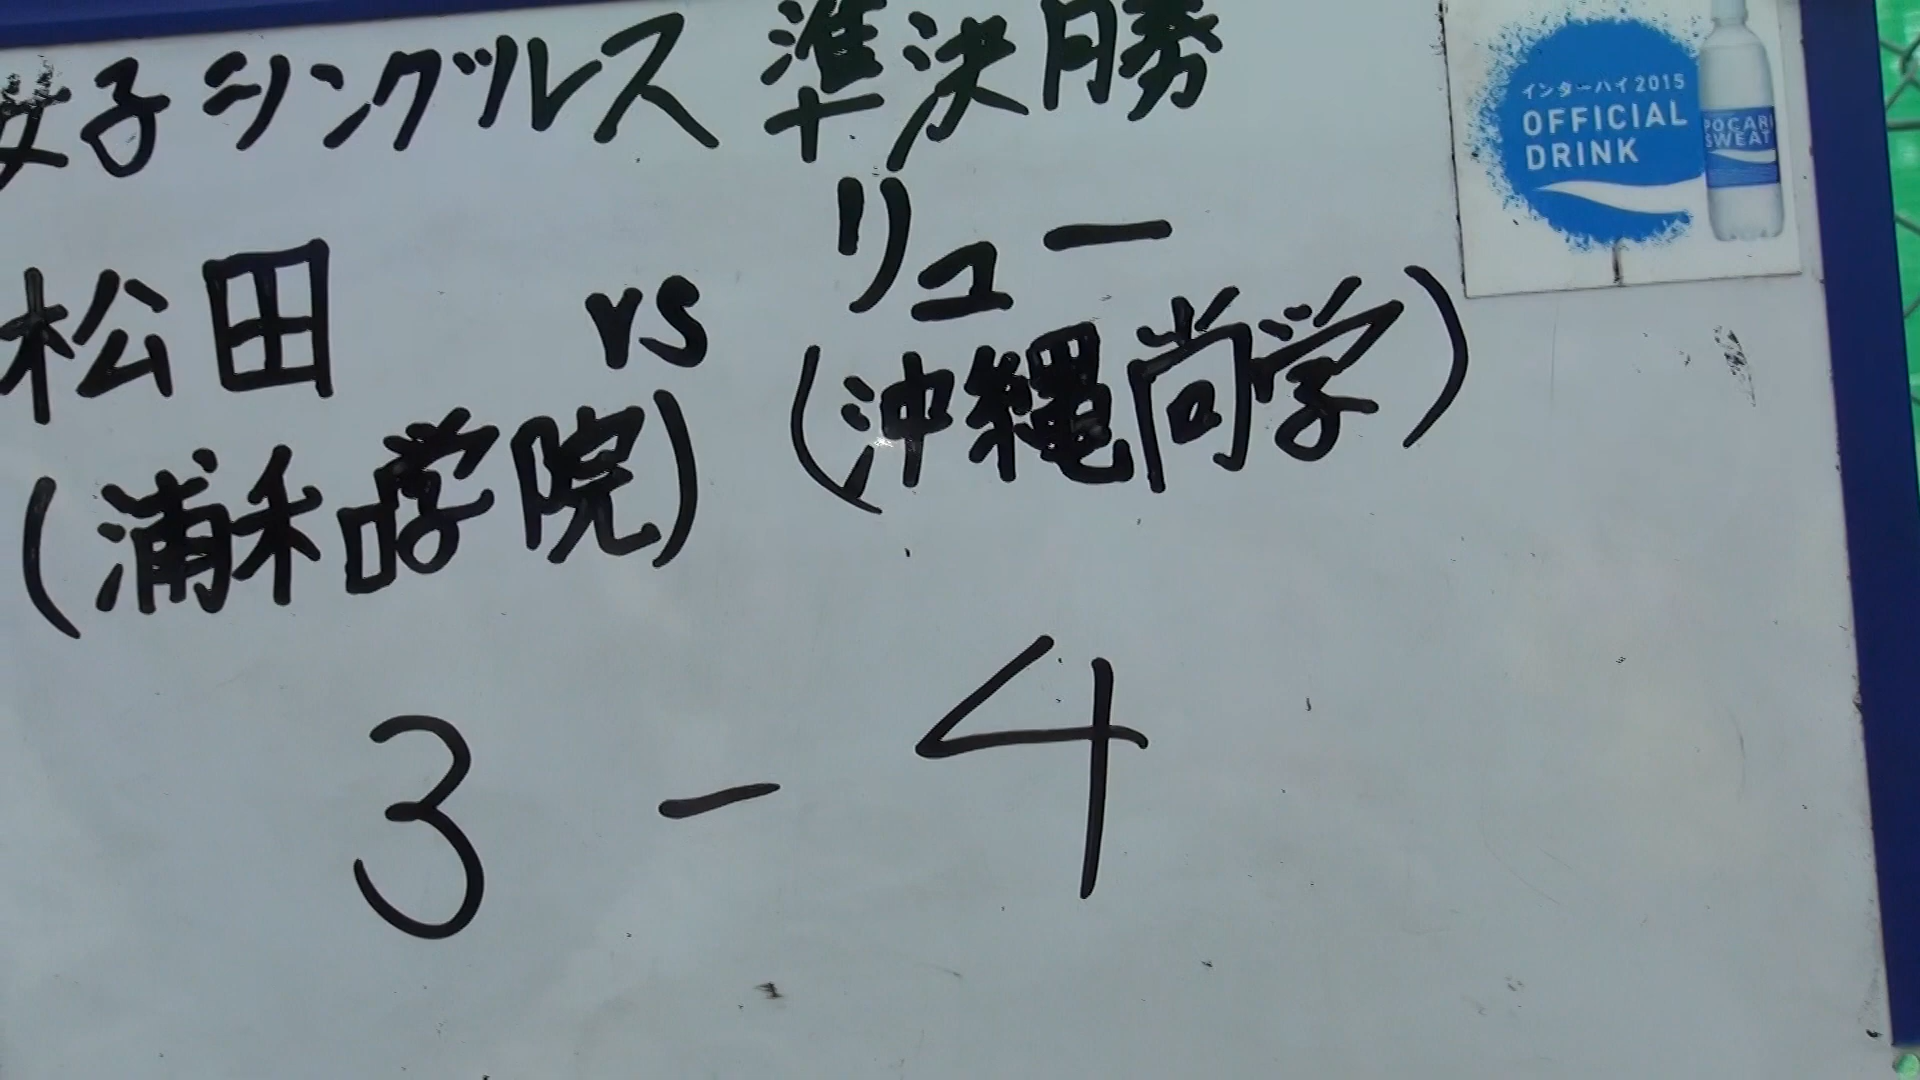 女子シングルス 準決勝
松田 vs リュー
(浦和学院) (沖縄尚学)
3 - 4
インターハイ2015
OFFICIAL
DRINK
POCARI
SWEAT